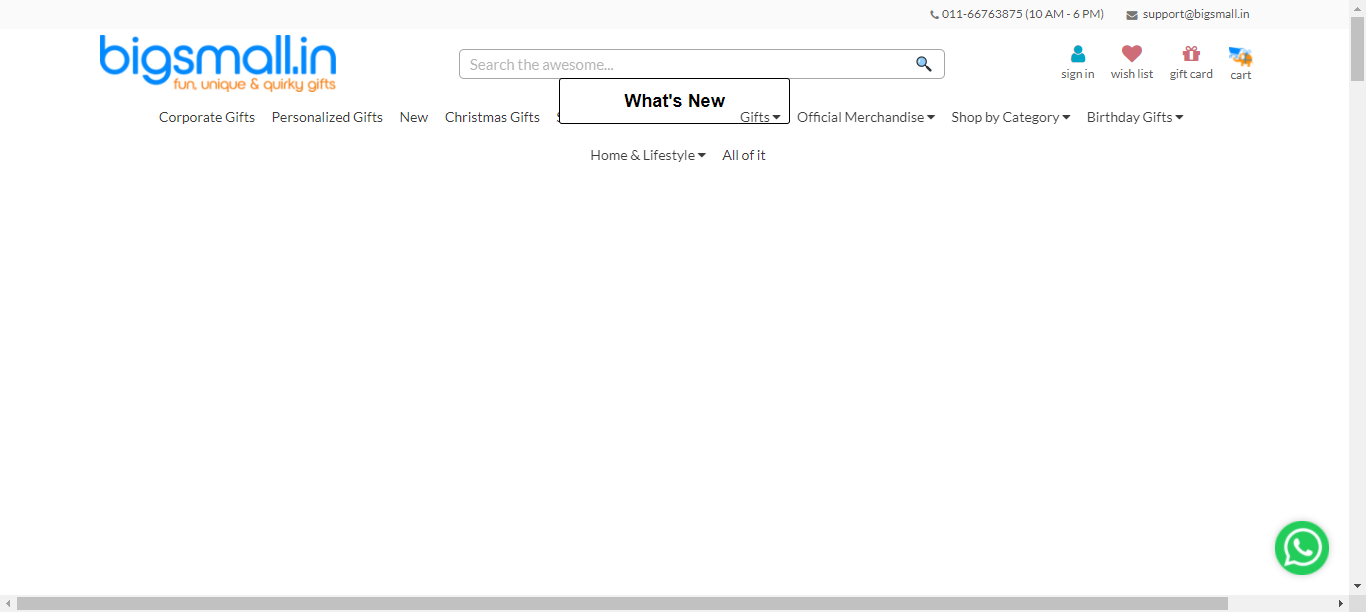 011-66763875 (10 AM - 6 PM) support@bigsmall.in
bigsmall.in
fun, unique & quirky gifts
Search the awesome...
sign in wish list gift card cart
What's New
Corporate Gifts Personalized Gifts New Christmas Gifts Gifts Official Merchandise Shop by Category Birthday Gifts
Home & Lifestyle All of it